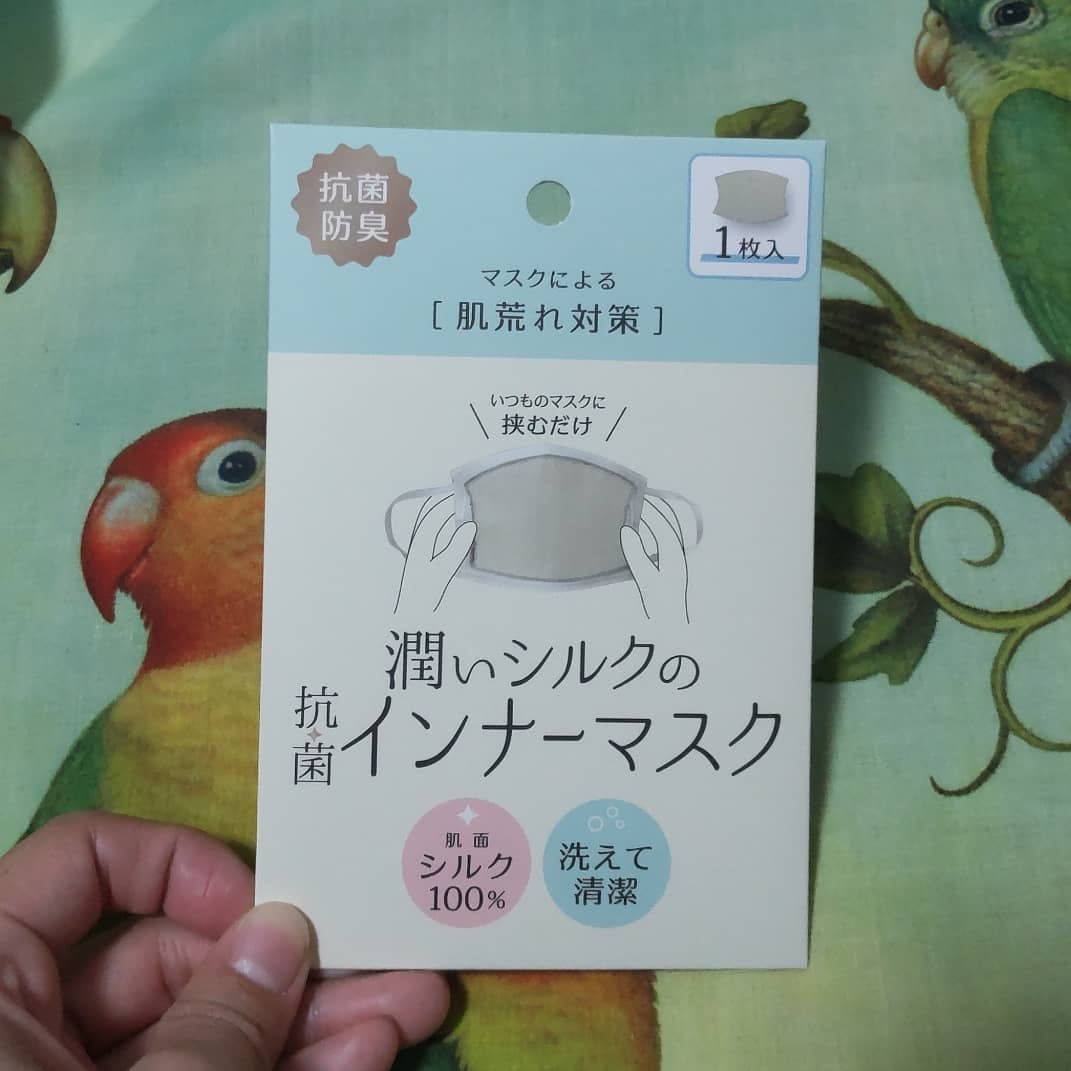 抗菌
防臭
1枚入
マスクによる
[ 肌荒れ対策 ]
いつものマスクに
挟むだけ
潤いシルクの
抗菌インナーマスク
肌面
シルク
100%
洗えて
清潔